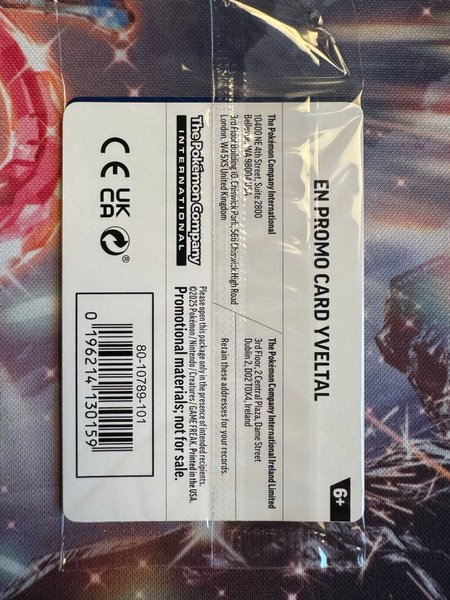 EN PROMO CARD YVELTAL
6+
The Pokémon Company International
10400 NE 4th Street, Suite 2800
Bellevue, WA 98004 USA
3rd Floor Building 10, Chiswick Park, 566 Chiswick High Road
London, W4 5XS United Kingdom
The Pokémon Company International Ireland Limited
3rd Floor, 2 Central Plaza, Dame Street
Dublin 2, D02 T0X4, Ireland
Retain these addresses for your records.
The Pokémon Company
INTERNATIONAL
Please open this package only in the presence of intended recipients.
©2025 Pokémon / Nintendo / Creatures / GAME FREAK. Printed in the USA.
Promotional materials; not for sale.
CE
UK
CA
®
80-10789-101
0 196214 130159